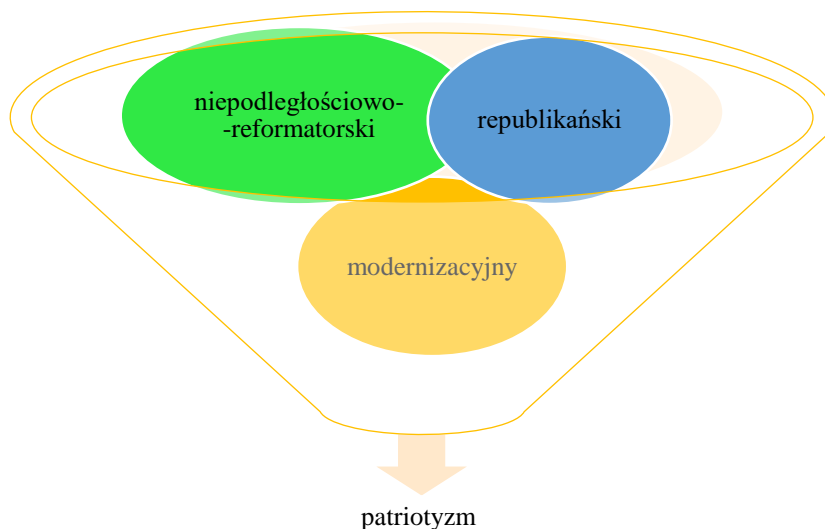 niepodległościowo-
-reformatorski
republikański
modernizacyjny
patriotyzm